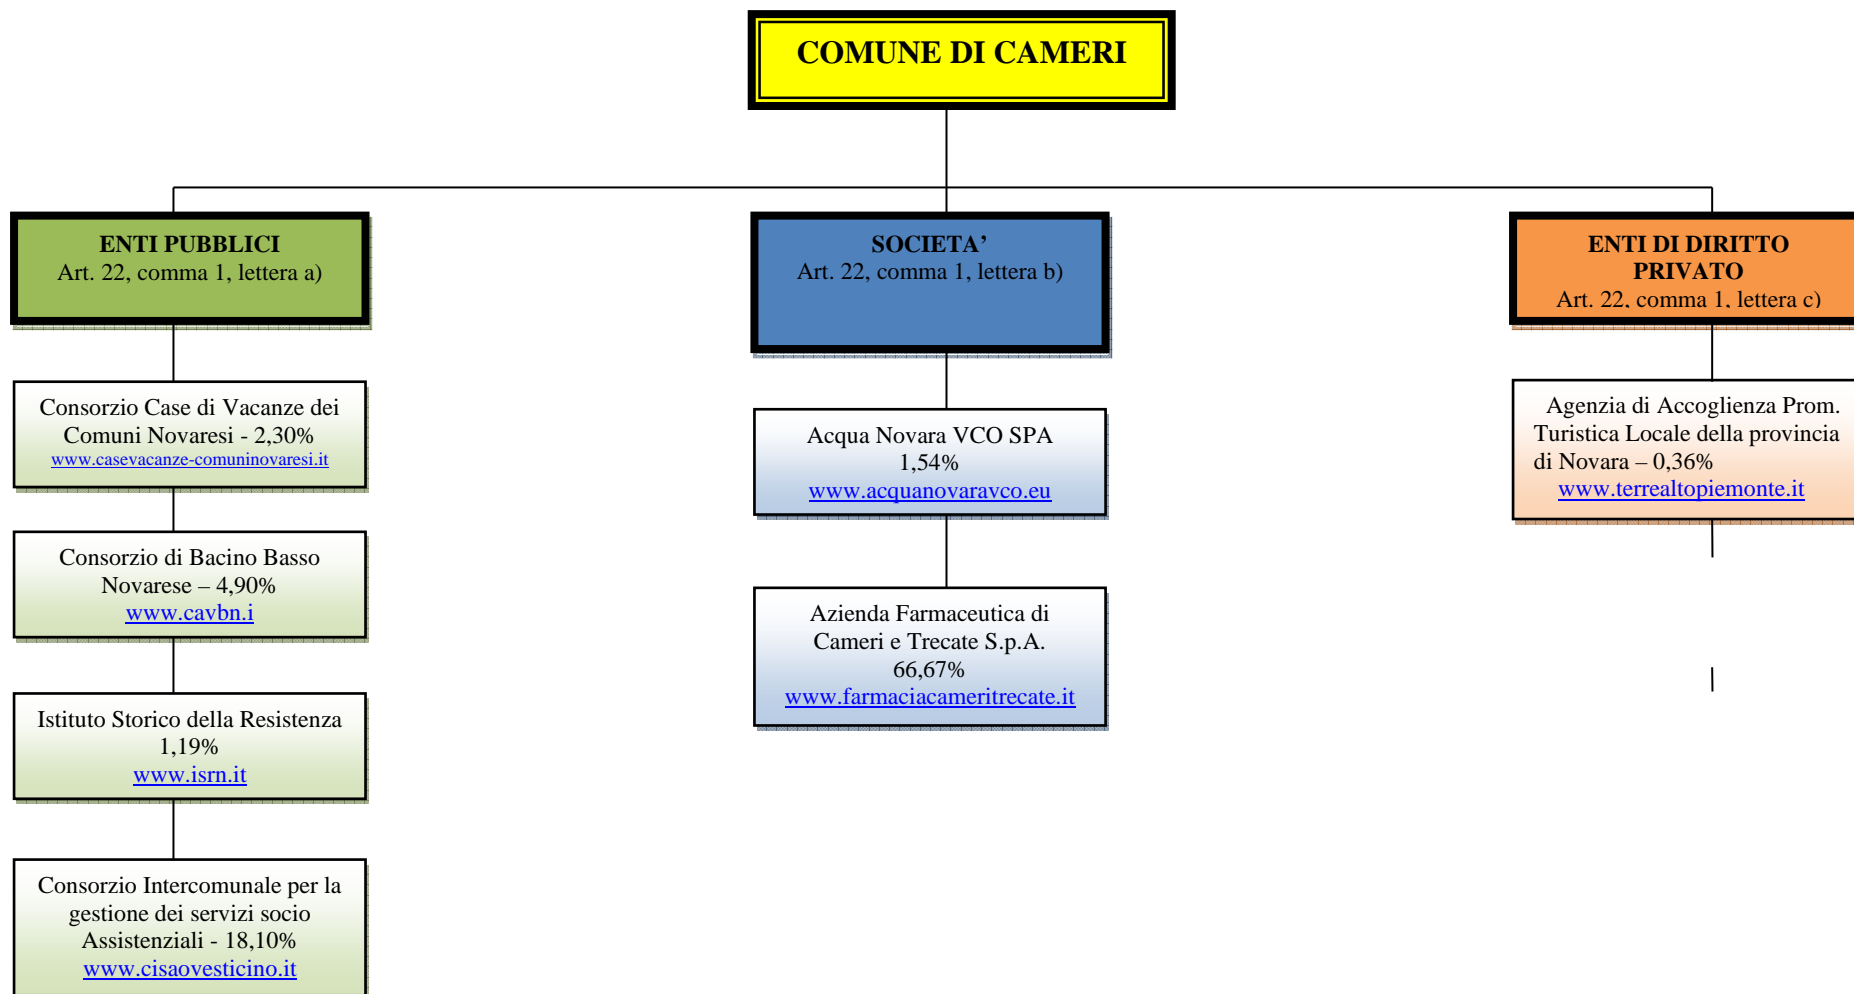 COMUNE DI CAMERI
ENTI PUBBLICI
Art. 22, comma 1, lettera a)
Consorzio Case di Vacanze dei
Comuni Novaresi - 2,30%
www.casevacanze-comuninovaresi.it
Consorzio di Bacino Basso
Novarese – 4,90%
www.cavbn.i
Istituto Storico della Resistenza
1,19%
www.isrn.it
Consorzio Intercomunale per la
gestione dei servizi socio
Assistenziali - 18,10%
www.cisaovesticino.it
SOCIETA’
Art. 22, comma 1, lettera b)
Acqua Novara VCO SPA
1,54%
www.acquanovaravco.eu
Azienda Farmaceutica di
Cameri e Trecate S.p.A.
66,67%
www.farmaciacameritrecate.it
ENTI DI DIRITTO
PRIVATO
Art. 22, comma 1, lettera c)
Agenzia di Accoglienza Prom.
Turistica Locale della provincia
di Novara – 0,36%
www.terrealtopiemonte.it